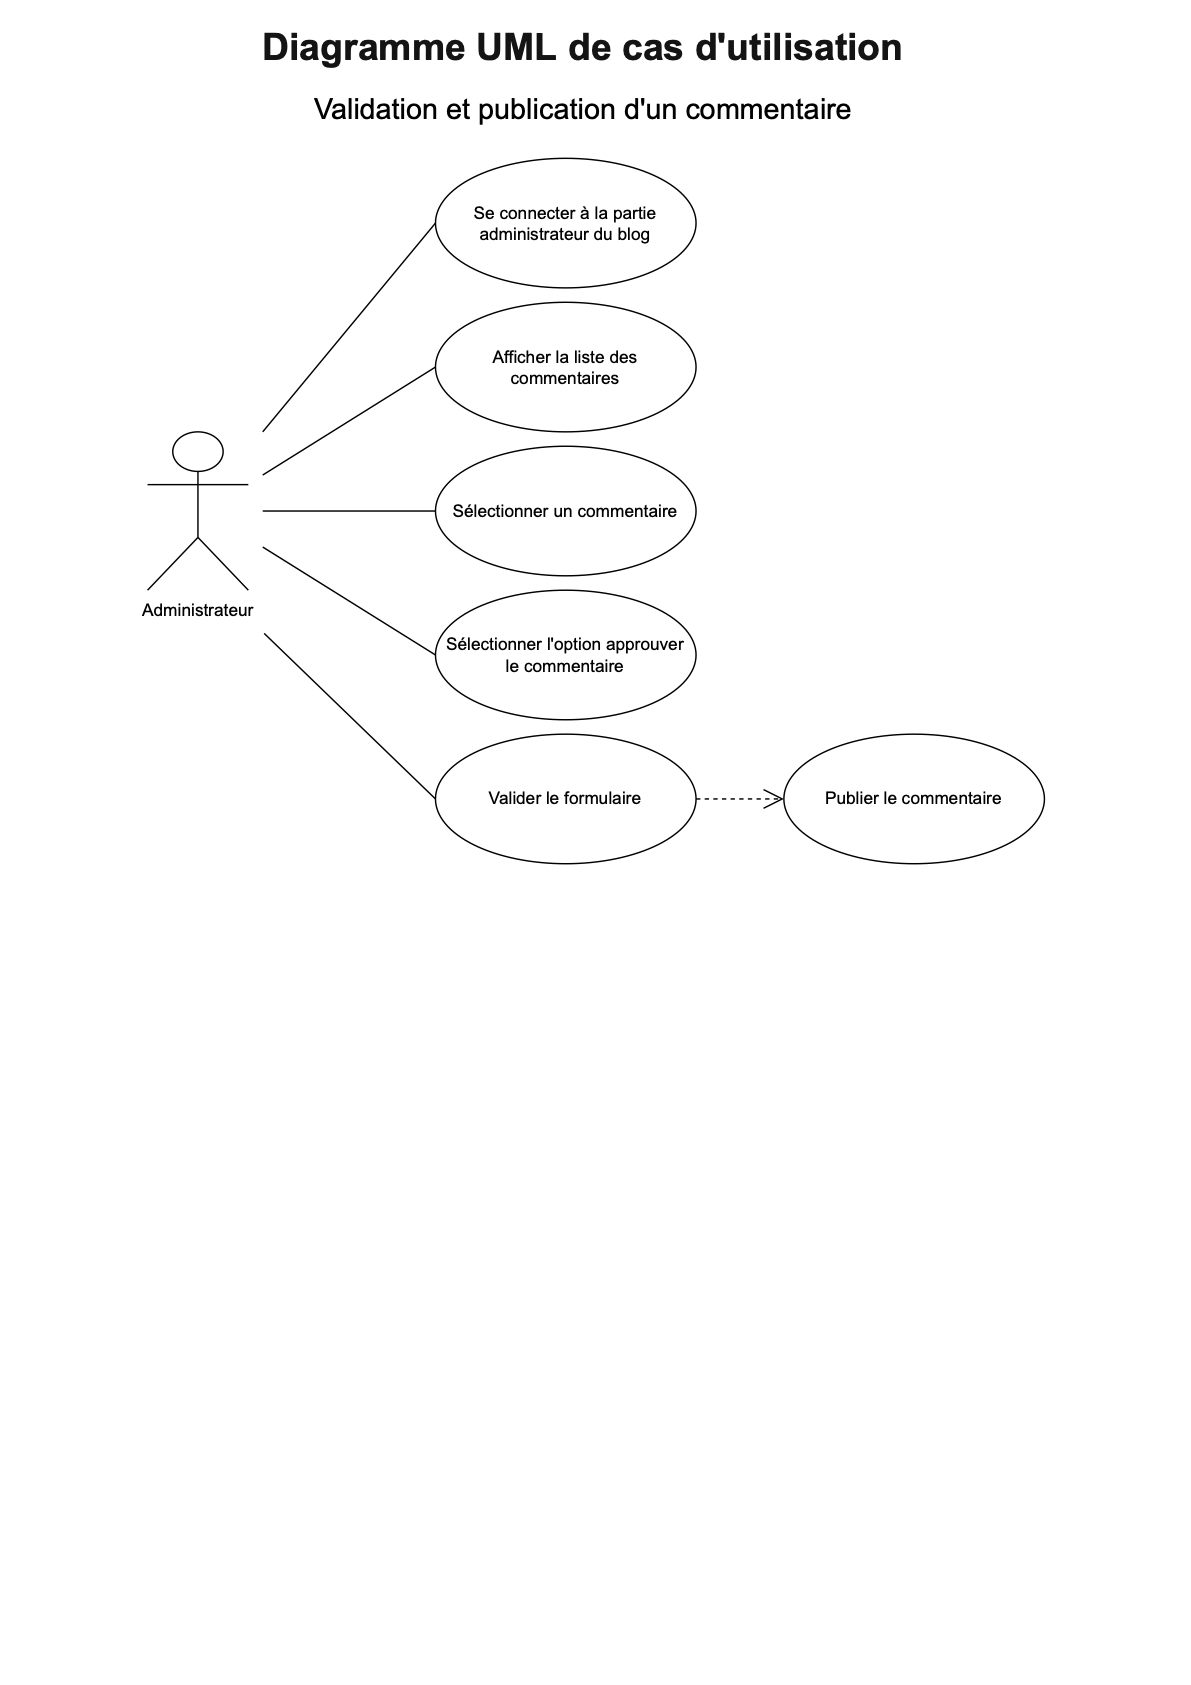 Diagramme UML de cas d'utilisation
Validation et publication d'un commentaire
Se connecter à la partie
administrateur du blog
Afficher la liste des
commentaires
Sélectionner un commentaire
Administrateur
Sélectionner l'option approuver
le commentaire
Valider le formulaire
Publier le commentaire